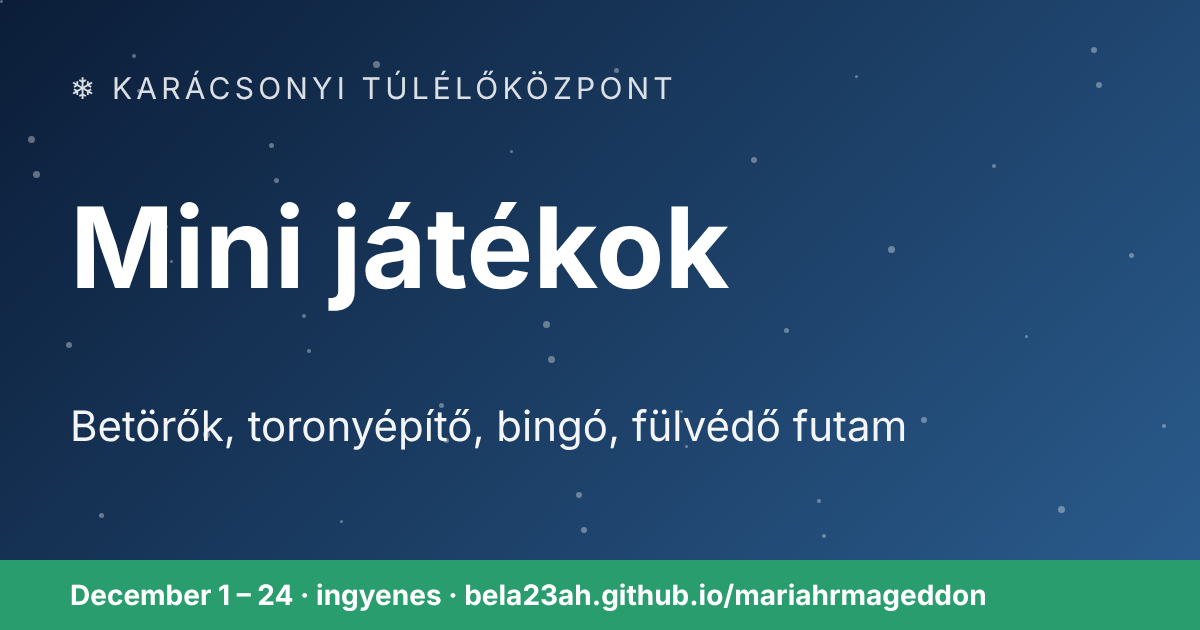 ❄ KARÁCSONYI TÚLÉLŐKÖZPONT
Mini játékok
Betörők, toronyépítő, bingó, fülvédő futam
December 1 – 24 · ingyenes · bela23ah.github.io/mariahrmageddon